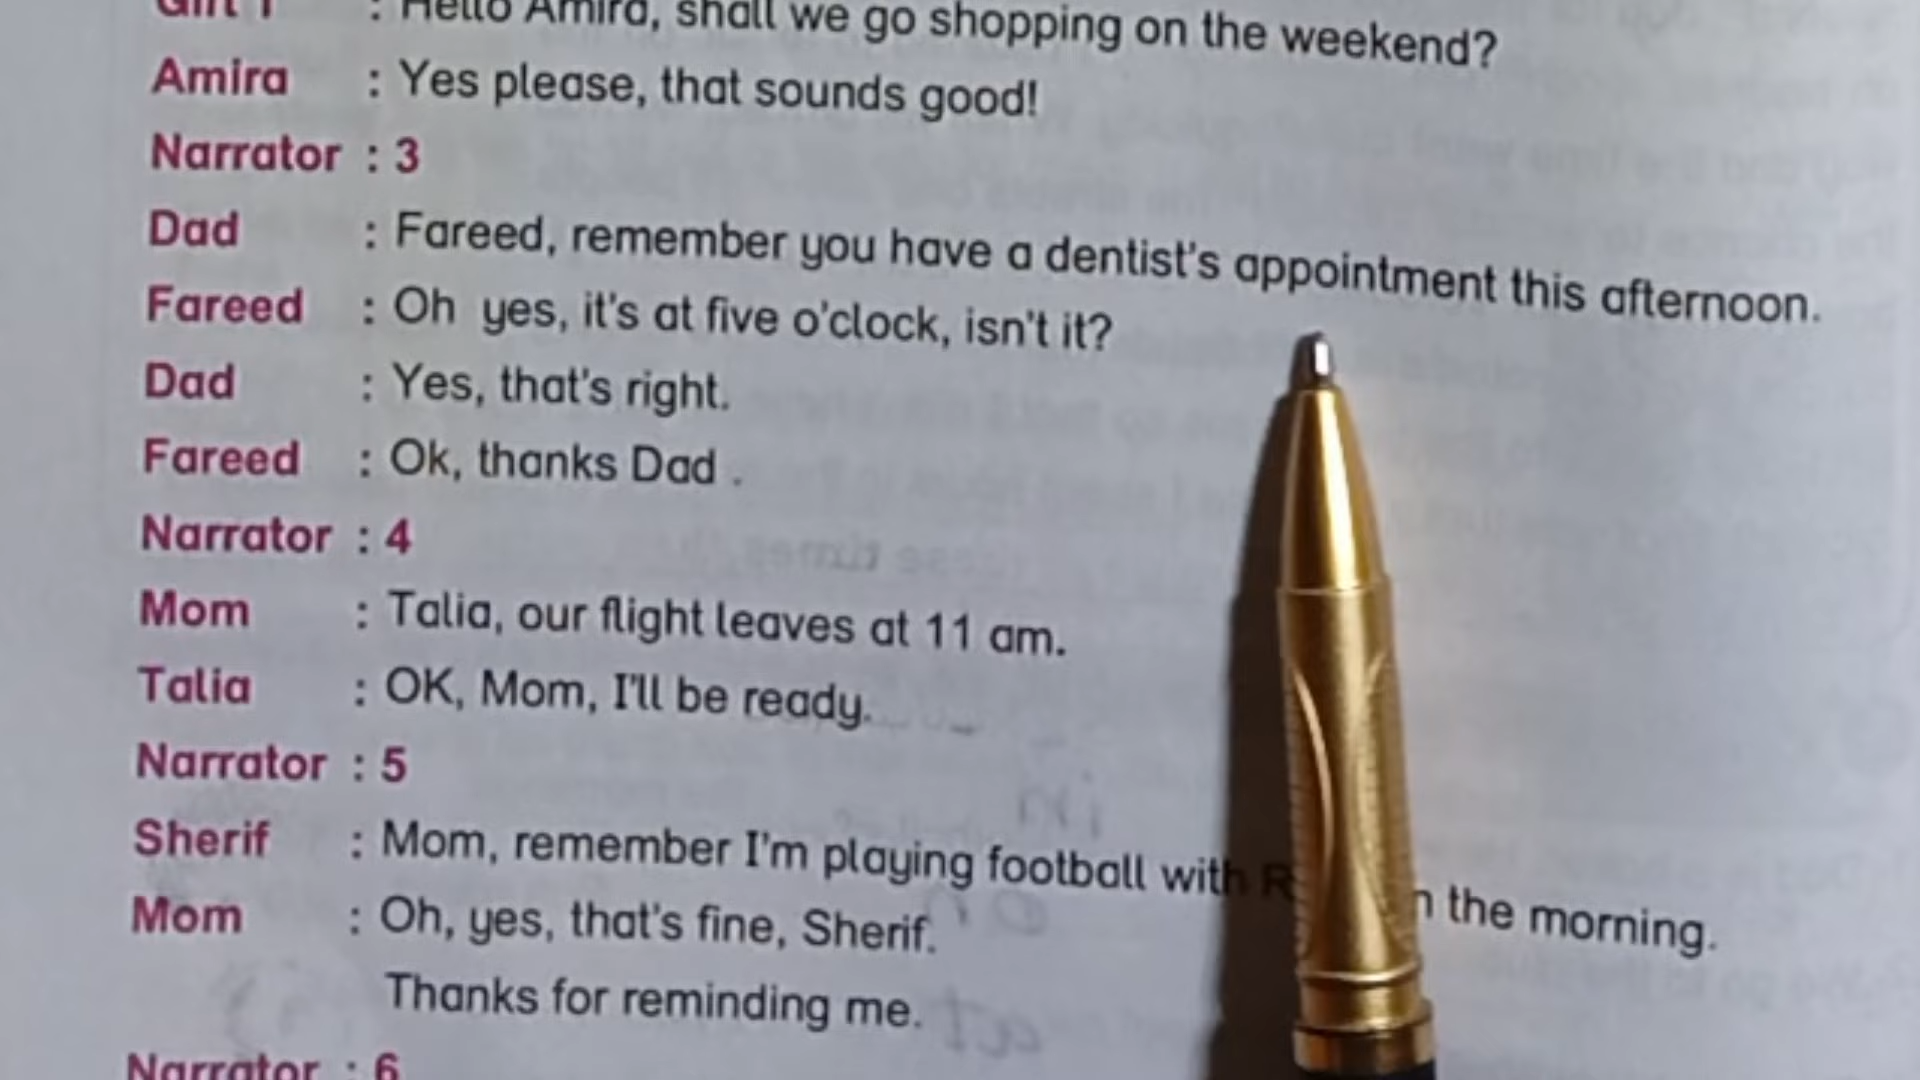 : Hello Amira, shall we go shopping on the weekend?
Amira : Yes please, that sounds good!
Narrator : 3
Dad : Fareed, remember you have a dentist's appointment this afternoon.
Fareed : Oh yes, it's at five o'clock, isn't it?
Dad : Yes, that's right.
Fareed : Ok, thanks Dad .
Narrator : 4
Mom : Talia, our flight leaves at 11 am.
Talia : OK, Mom, I'll be ready.
Narrator : 5
Sherif : Mom, remember I'm playing football with the morning.
Mom : Oh, yes, that's fine, Sherif.
Thanks for reminding me.
Narrator : 6